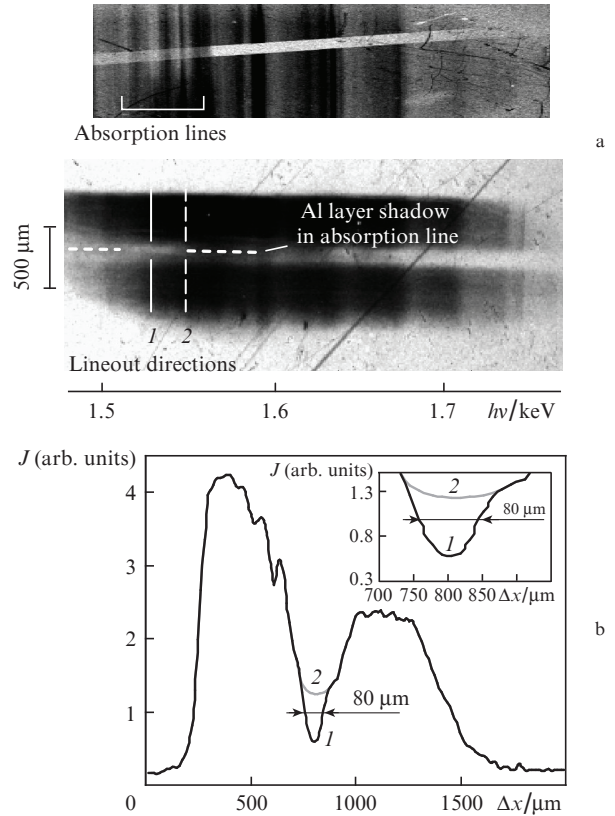 Absorption lines
a
Al layer shadow
in absorption line
500 μm
1
2
Lineout directions
1.5
1.6
1.7
hν/keV
J (arb. units)
4
3
2
1
0
500
1000
1500
Δx/μm
2
80 μm
1
J (arb. units)
1.3
0.8
0.3
700
750
800
850
Δx/μm
2
80 μm
1
b